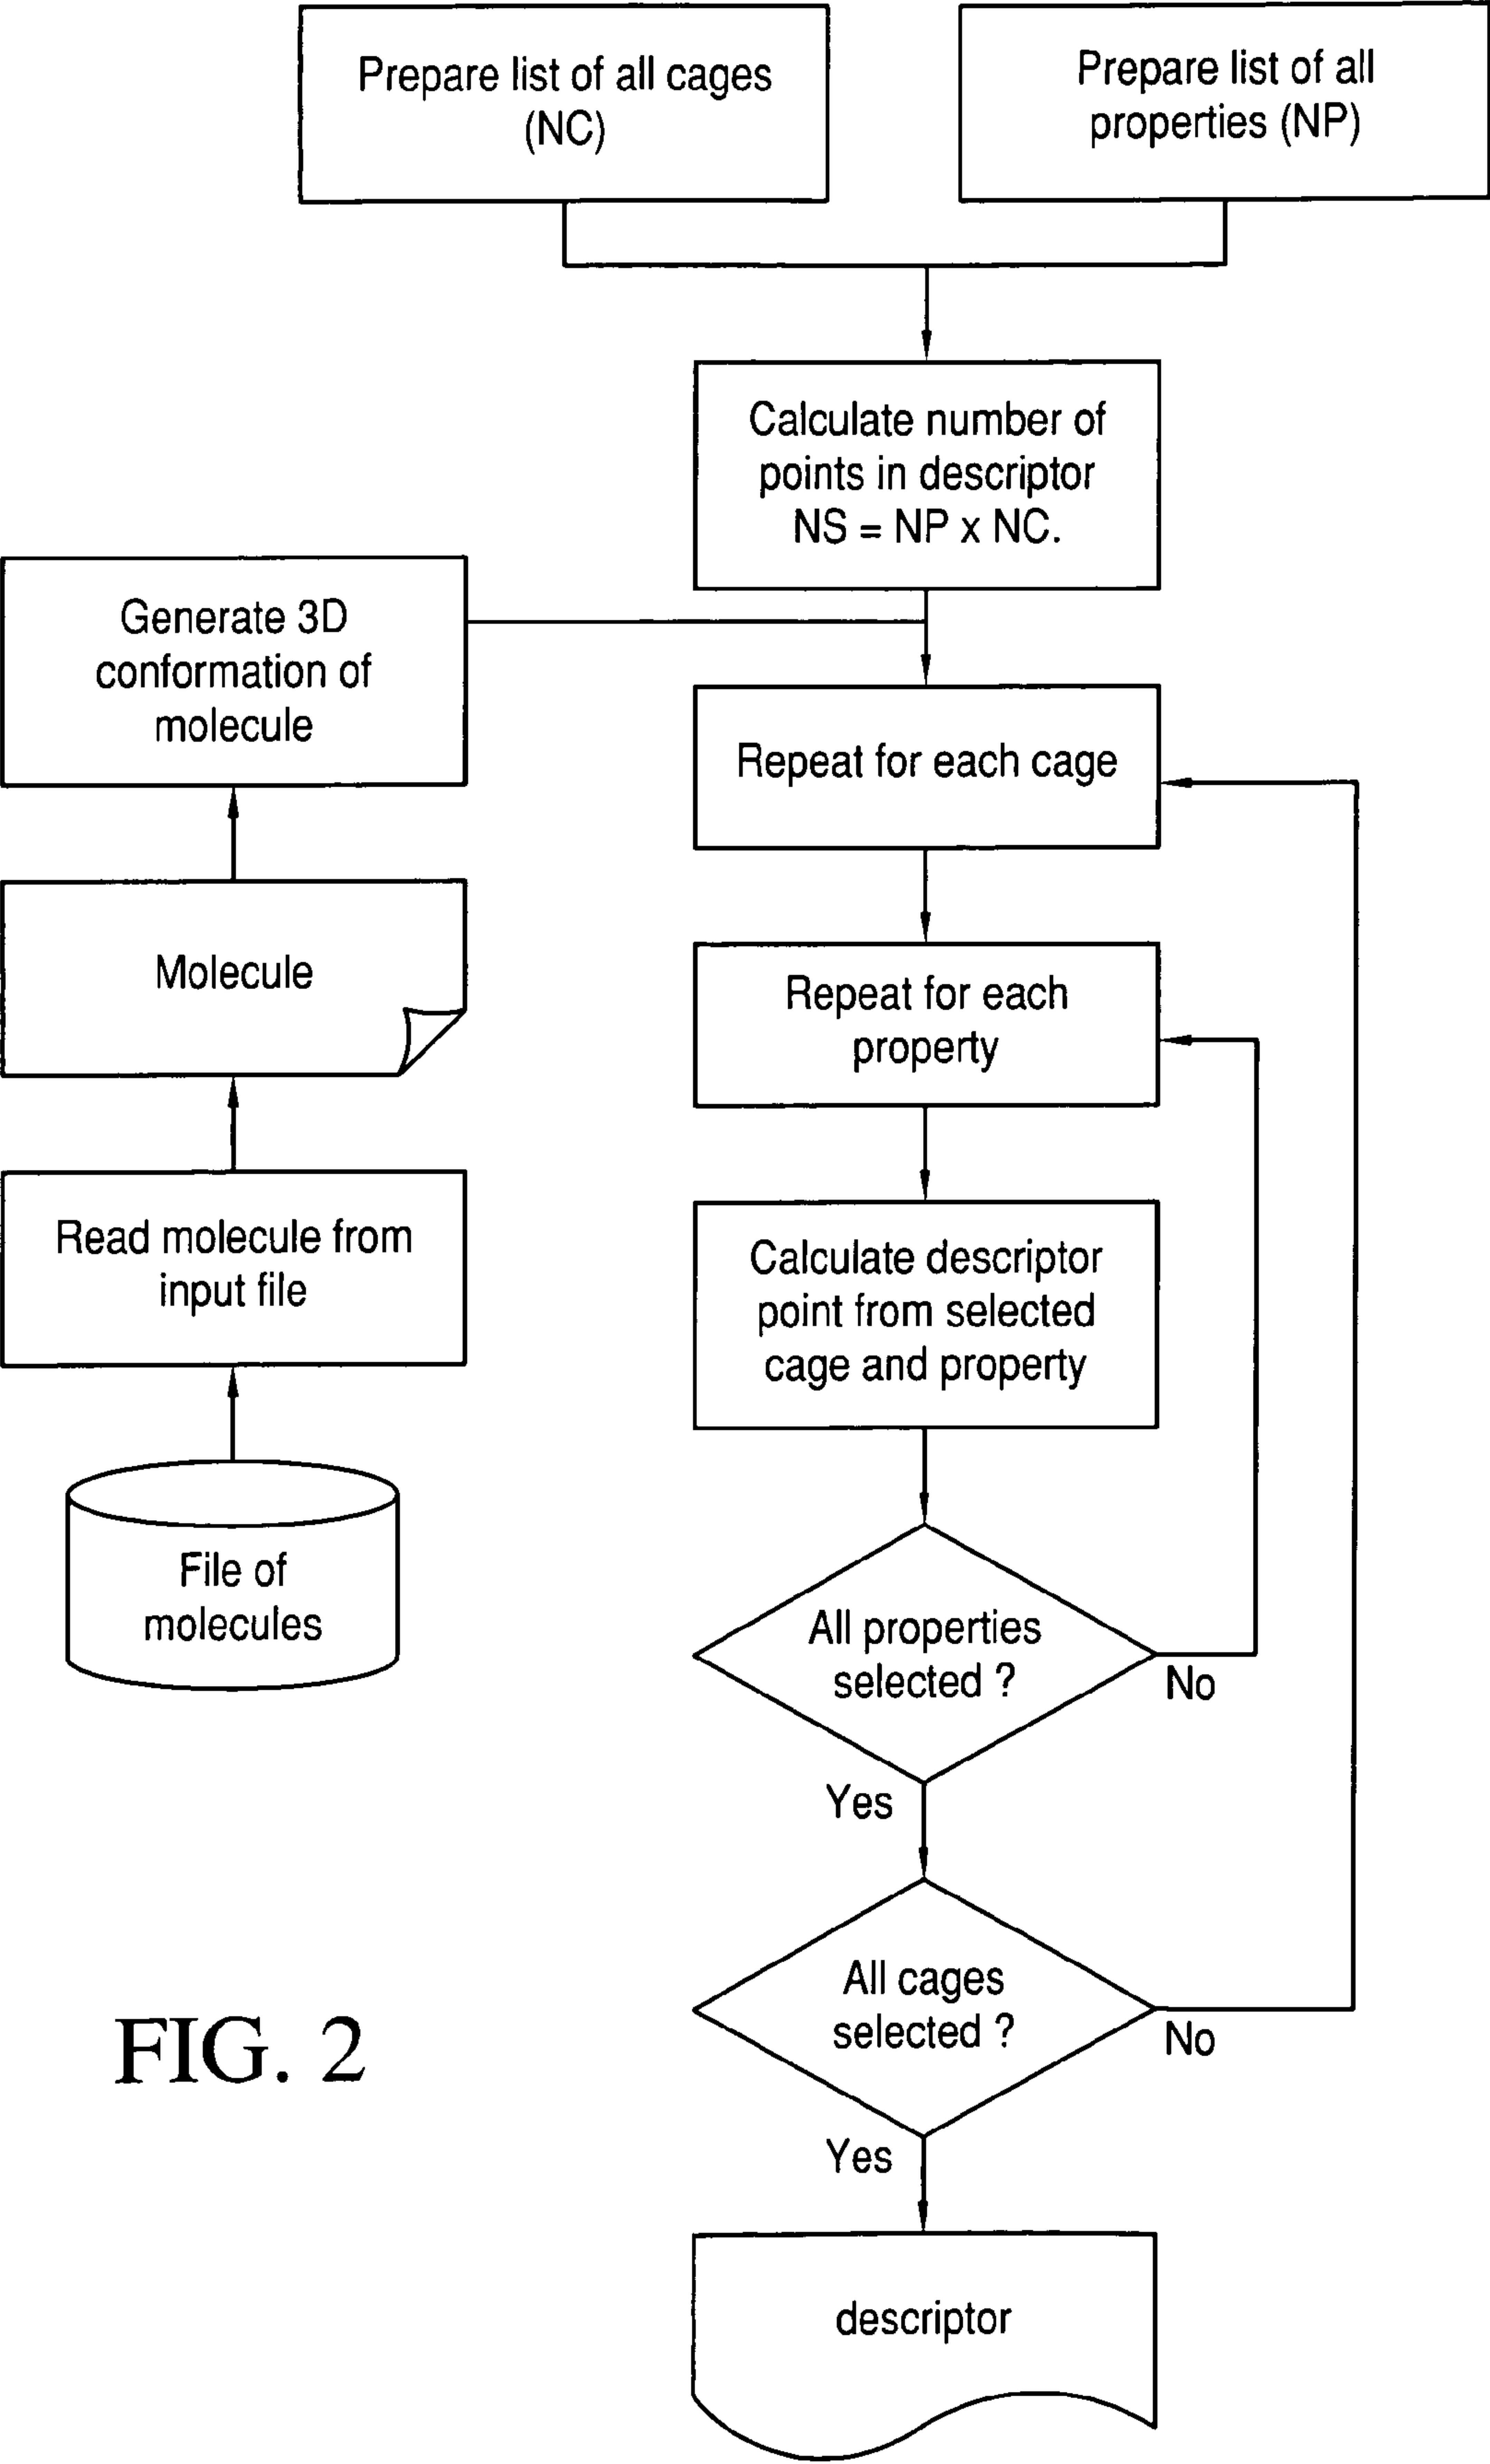 Prepare list of all cages
(NC)
Prepare list of all
properties (NP)
Calculate number of
points in descriptor
NS = NP x NC.
Generate 3D
conformation of
molecule
Repeat for each cage
Molecule
Repeat for each
property
Read molecule from
input file
Calculate descriptor
point from selected
cage and property
File of
molecules
All properties
selected ?
No
Yes
All cages
selected ?
No
Yes
FIG. 2
descriptor